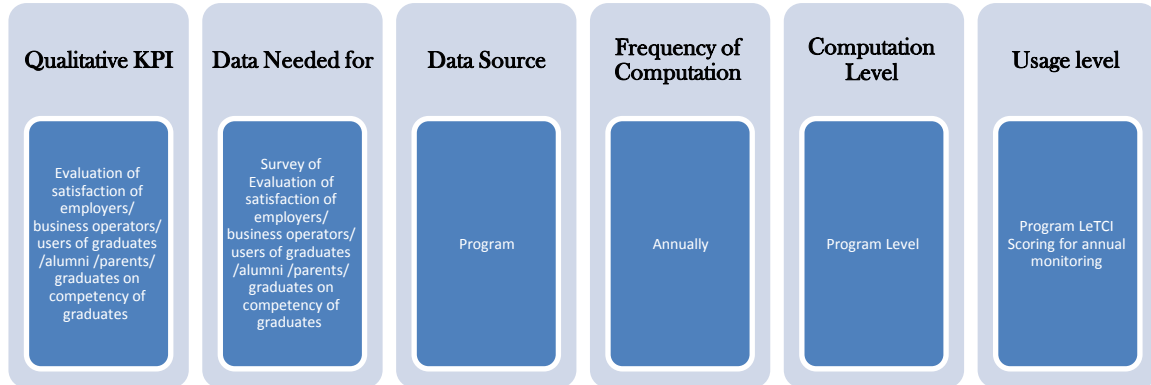 Qualitative KPI
Evaluation of
satisfaction of
employers/
business operators/
users of graduates
/alumni /parents/
graduates on
competency of
graduates
Data Needed for
Survey of
Evaluation of
satisfaction of
employers/
business operators/
users of graduates
/alumni /parents/
graduates on
competency of
graduates
Data Source
Program
Frequency of
Computation
Annually
Computation
Level
Program Level
Usage level
Program LeTCI
Scoring for annual
monitoring